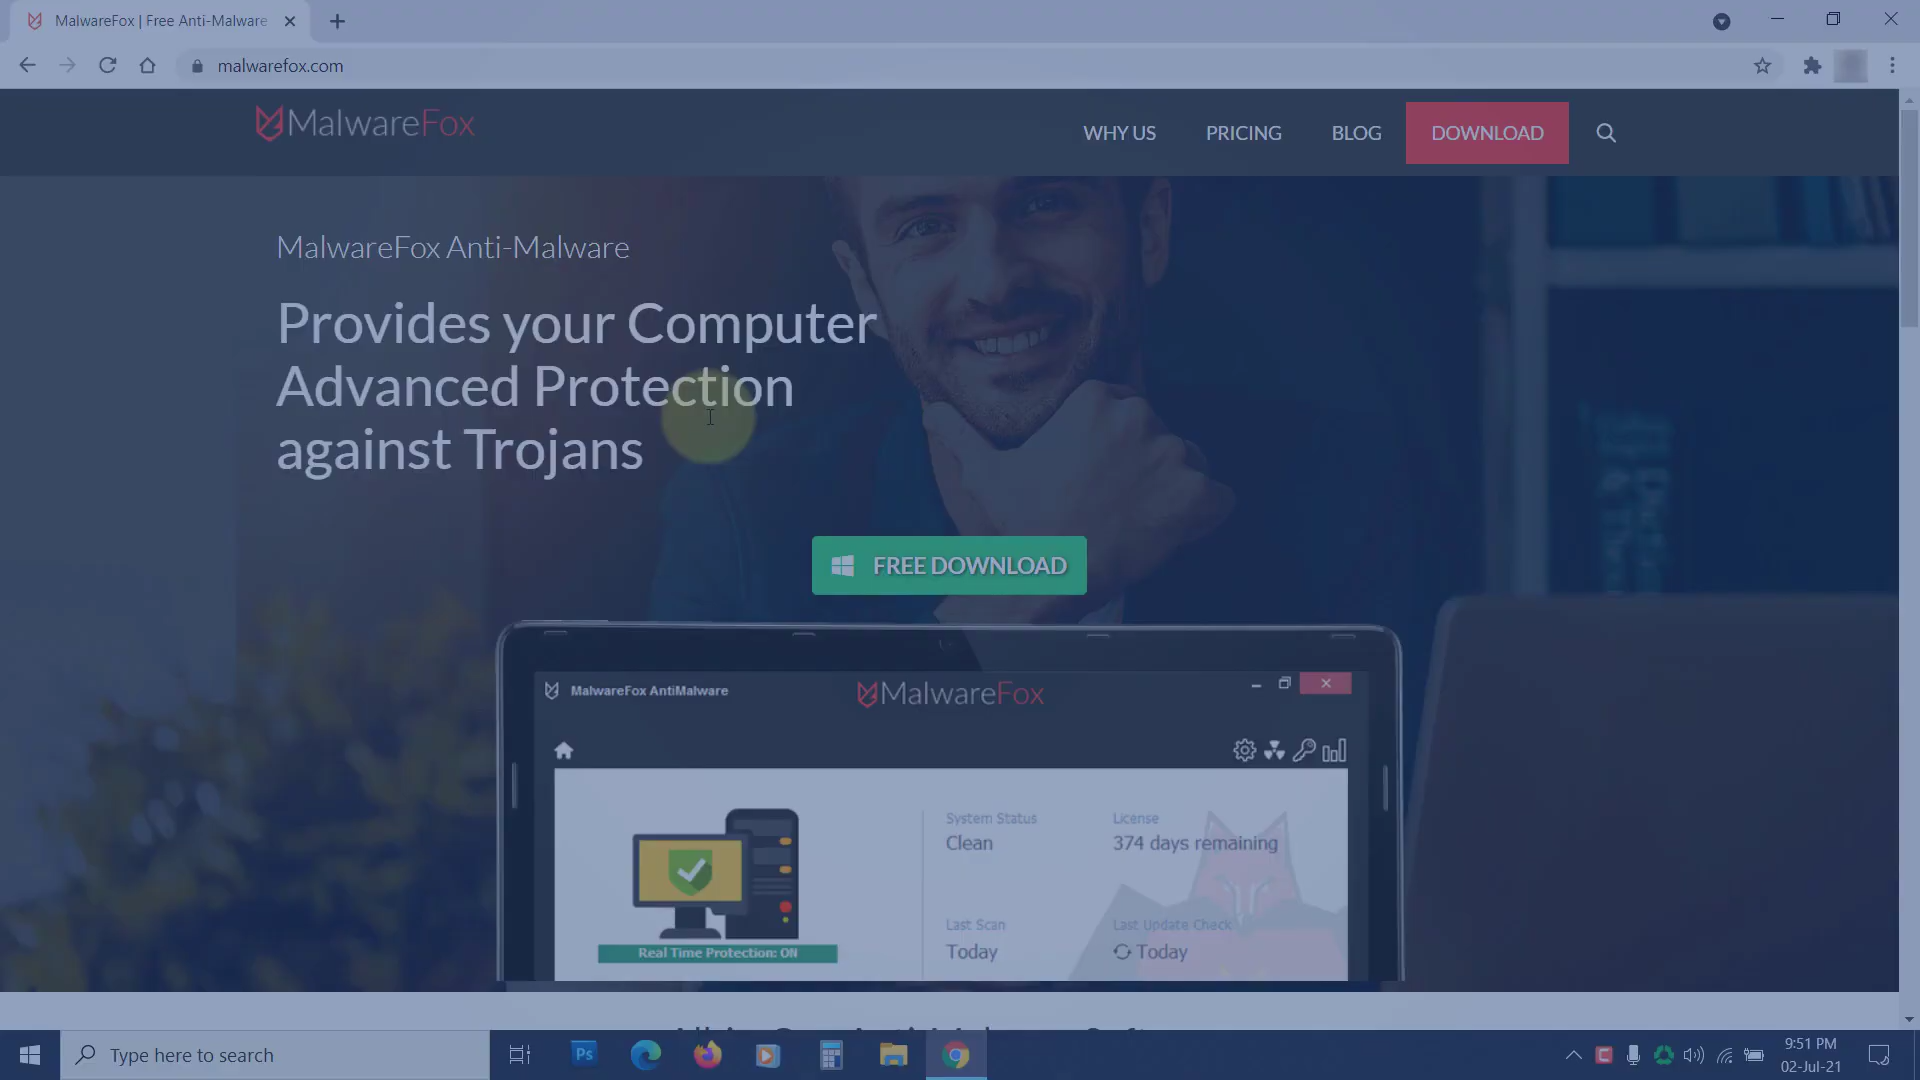 MalwareFox | Free Anti-Malware
malwarefox.com
MalwareFox
WHY US
PRICING
BLOG
DOWNLOAD
MalwareFox Anti-Malware
Provides your Computer
Advanced Protection
against Trojans
FREE DOWNLOAD
MalwareFox AntiMalware
MalwareFox
System Status
License
Clean
374 days remaining
Last Scan
Last Update Check
Today
Today
Real Time Protection: ON
Type here to search
Ps
9:51 PM
02-Jul-21